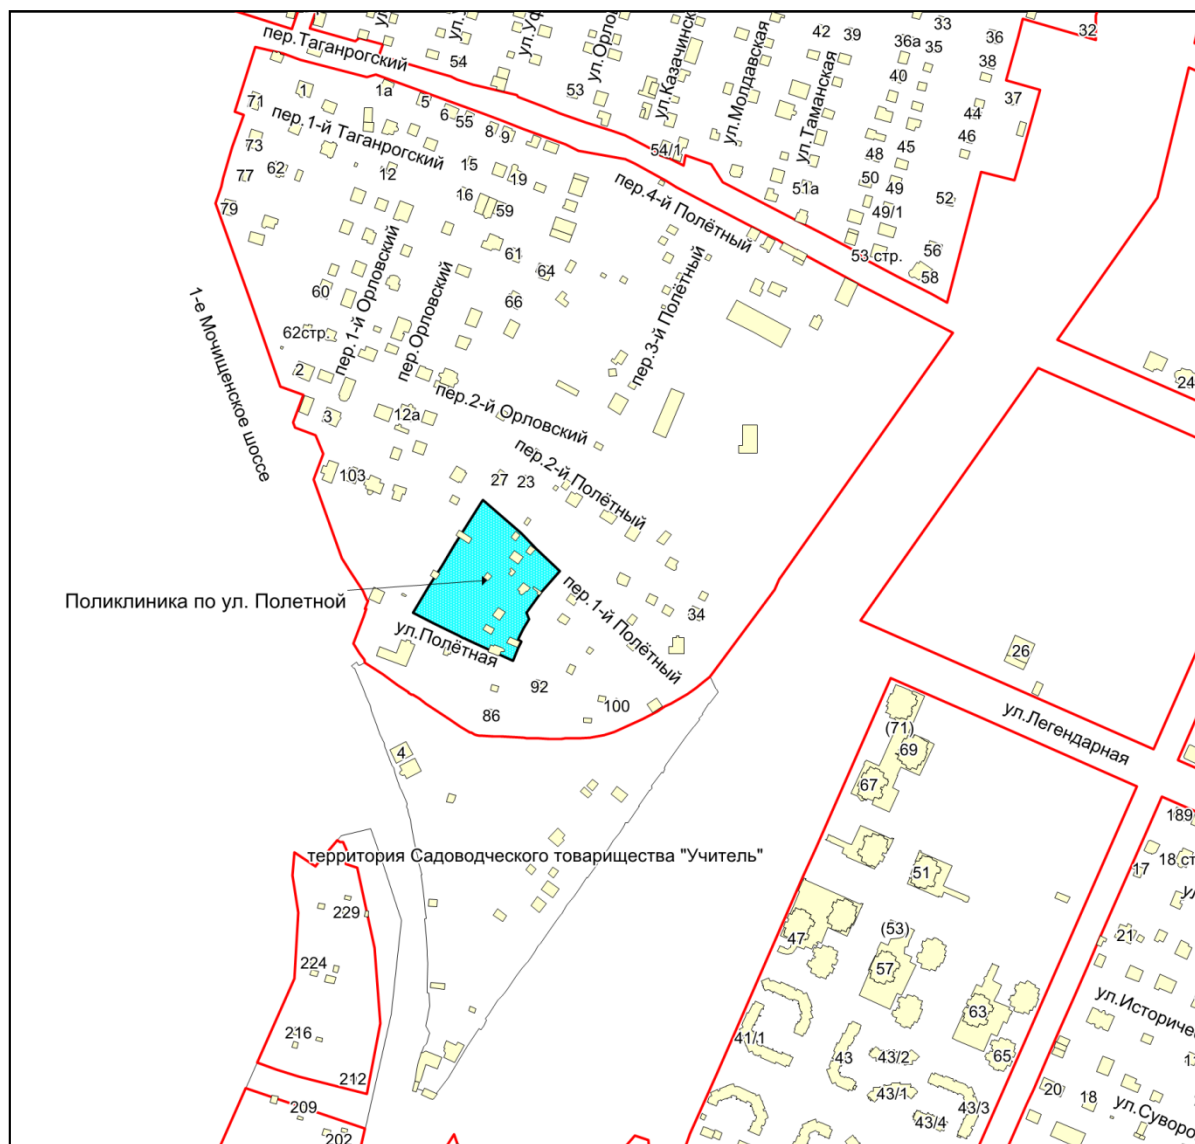 пер.Таганрогский
ул.Уф
ул.Орло
ул.Казачинск
ул.Молдавская
ул.Таманская
42
39
33
36а
35
36
32
38
54
40
53
37
44
46
1
1а
71
5
6
55
8
9
54/1
45
48
пер.1-й Таганрогский
73
62
77
12
15
19
16
59
79
пер.4-й Полётный
51а
50
49
49/1
52
53 стр.
56
58
61
64
60
66
пер.1-й Орловский
пер.Орловский
пер.3-й Полётный
1-е Мочищенское шоссе
62стр.
2
3
12а
пер.2-й Орловский
24
103
27
23
пер.2-й Полётный
Поликлиника по ул. Полетной
пер.1-й Полётный
34
ул.Полётная
26
92
86
100
ул.Легендарная
(71)
69
67
4
189
18 ст
17
территория Садоводческого товарищества "Учитель"
51
47
(53)
57
21
229
224
216
212
209
202
63
65
ул.Историче
41/1
43
43/2
43/1
43/3
43/4
20
18
ул.Суворо